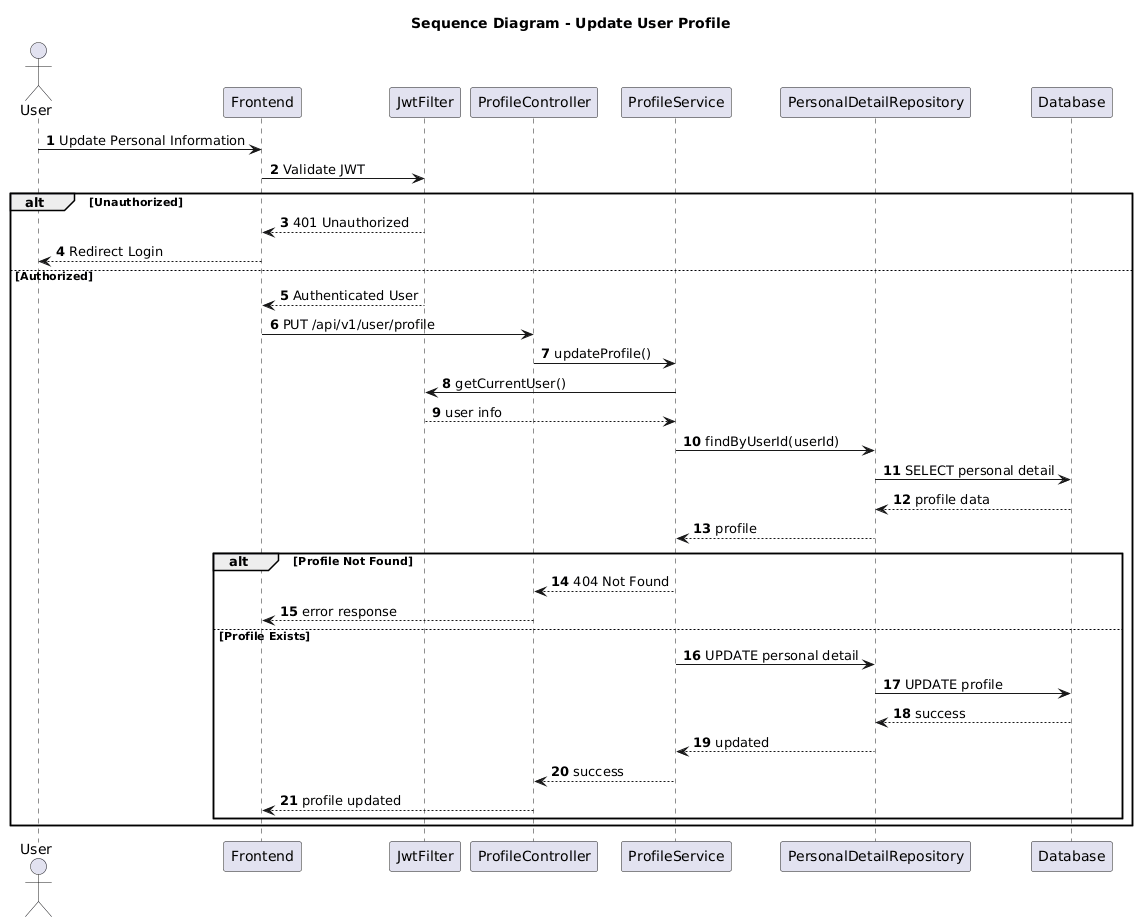 Sequence Diagram - Update User Profile
User
Frontend
JwtFilter
ProfileController
ProfileService
PersonalDetailRepository
Database
1 Update Personal Information
2 Validate JWT
alt [Unauthorized]
3 401 Unauthorized
4 Redirect Login
[Authorized]
5 Authenticated User
6 PUT /api/v1/user/profile
7 updateProfile()
8 getCurrentUser()
9 user info
10 findByUserId(userId)
11 SELECT personal detail
12 profile data
13 profile
alt [Profile Not Found]
14 404 Not Found
15 error response
[Profile Exists]
16 UPDATE personal detail
17 UPDATE profile
18 success
19 updated
20 success
21 profile updated
User
Frontend
JwtFilter
ProfileController
ProfileService
PersonalDetailRepository
Database